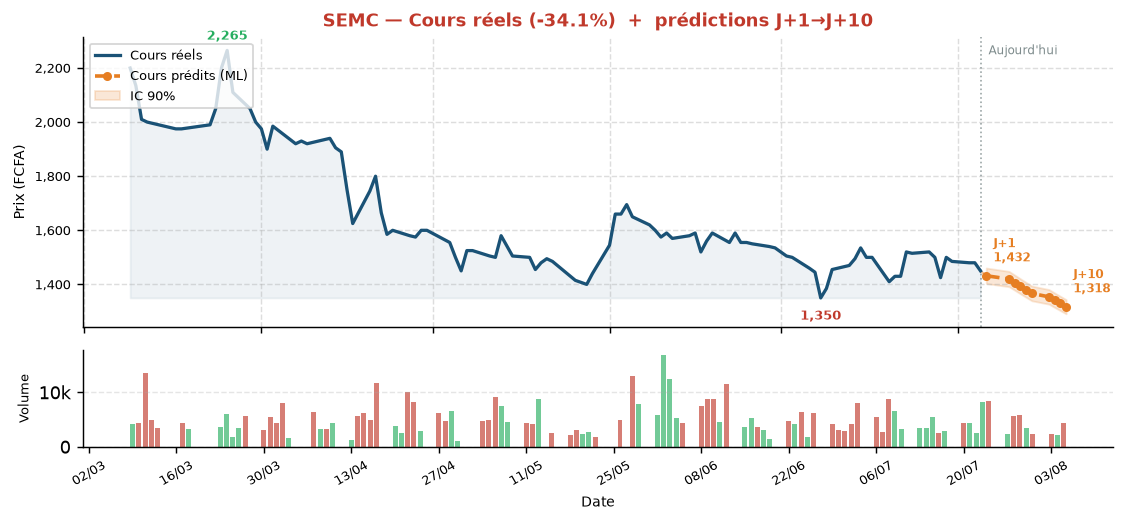 SEMC — Cours réels (-34.1%) + prédictions J+1→J+10
2,265
Aujourd'hui
Cours réels
Cours prédits (ML)
IC 90%
2,200
2,000
1,800
1,600
1,400
Prix (FCFA)
J+1
1,432
J+10
1,318
1,350
Volume
10k
0
02/03 16/03 30/03 13/04 27/04 11/05 25/05 08/06 22/06 06/07 20/07 03/08
Date